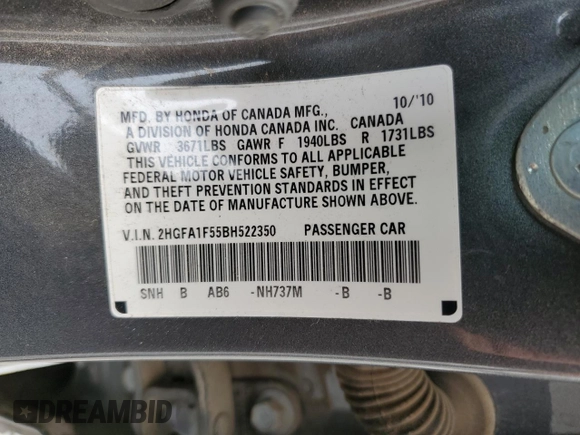 MFD. BY HONDA OF CANADA MFG., 10/'10
A DIVISION OF HONDA CANADA INC. CANADA
GVWR 3671LBS GAWR F 1940LBS R 1731LBS
THIS VEHICLE CONFORMS TO ALL APPLICABLE
FEDERAL MOTOR VEHICLE SAFETY, BUMPER,
AND THEFT PREVENTION STANDARDS IN EFFECT
ON THE DATE OF MANUFACTURE SHOWN ABOVE.
V.I.N. 2HGFA1F55BH522350 PASSENGER CAR
SNH B AB6 -NH737M -B -B
DREAMBID